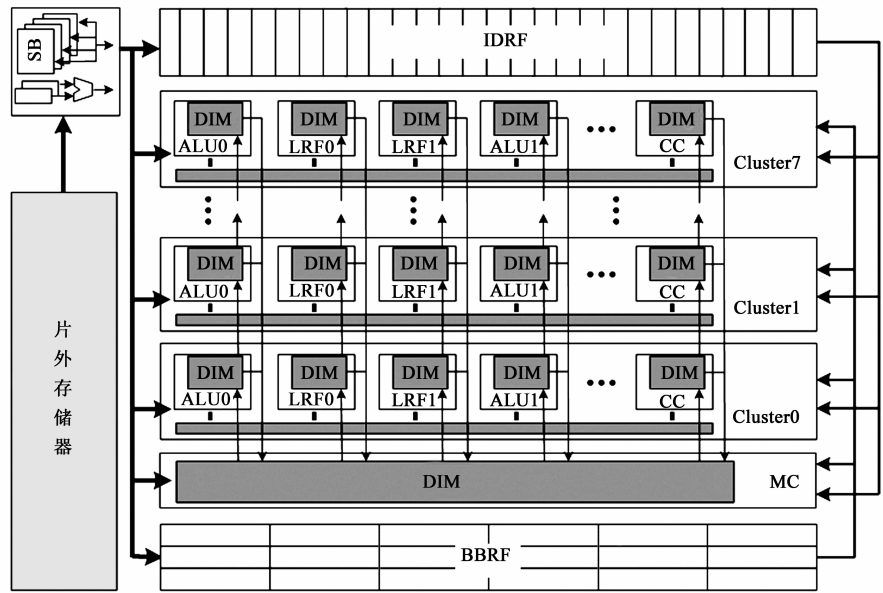 SB
IDRF
DIM DIM DIM DIM DIM
ALU0 LRF0 LRF1 ALU1 CC
Cluster7
DIM DIM DIM DIM DIM
ALU0 LRF0 LRF1 ALU1 CC
Cluster1
DIM DIM DIM DIM DIM
ALU0 LRF0 LRF1 ALU1 CC
Cluster0
DIM MC
BBRF
片外存储器